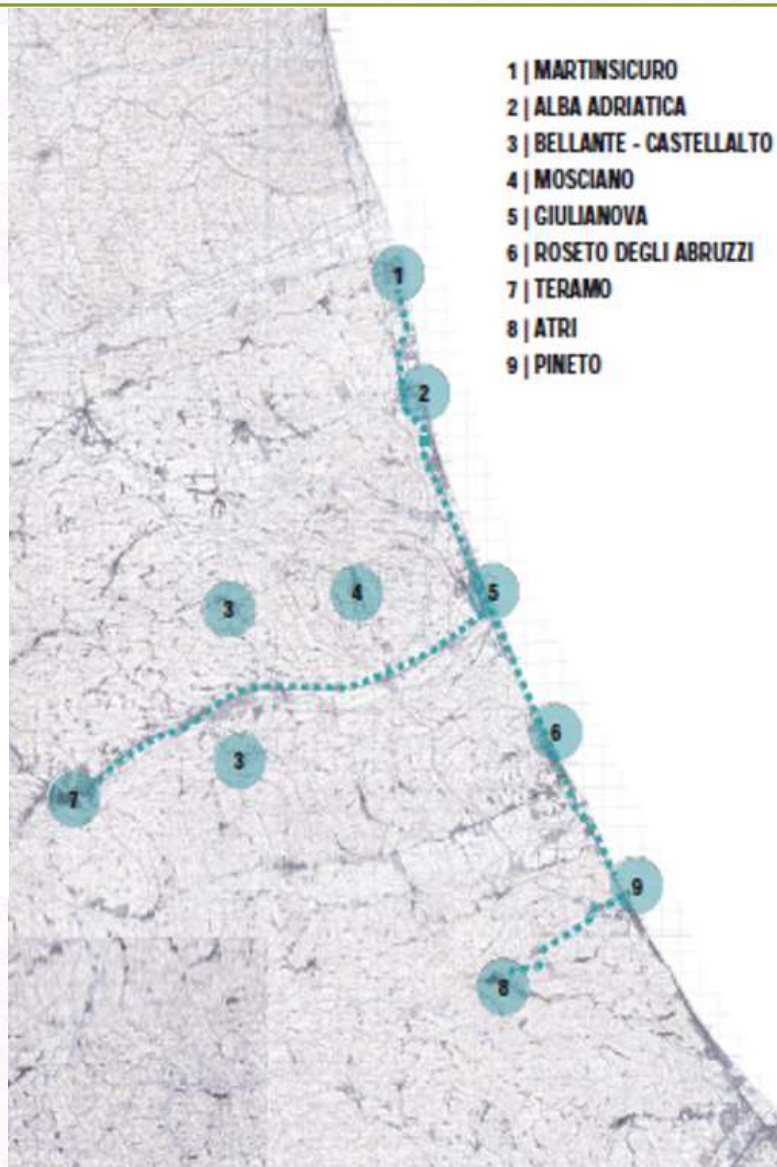 1 | MARTINSICURO
2 | ALBA ADRIATICA
3 | BELLANTE - CASTELLALTO
4 | MOSCIANO
5 | GIULIANOVA
6 | ROSETO DEGLI ABRUZZI
7 | TERAMO
8 | ATRI
9 | PINETO
1
2
3
4
5
6
3
7
9
8